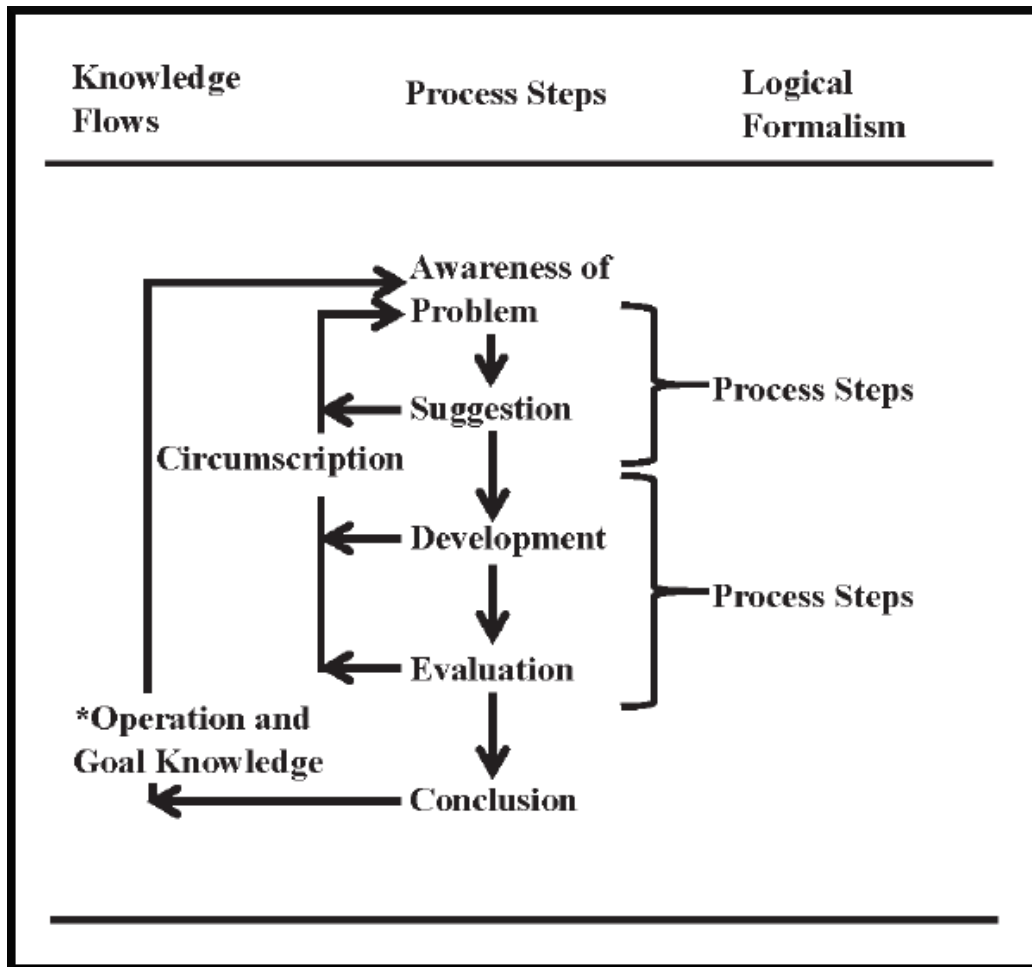 Knowledge
Flows
Process Steps
Logical
Formalism
Awareness of
Problem
Process Steps
Suggestion
Circumscription
Development
Process Steps
Evaluation
*Operation and
Goal Knowledge
Conclusion